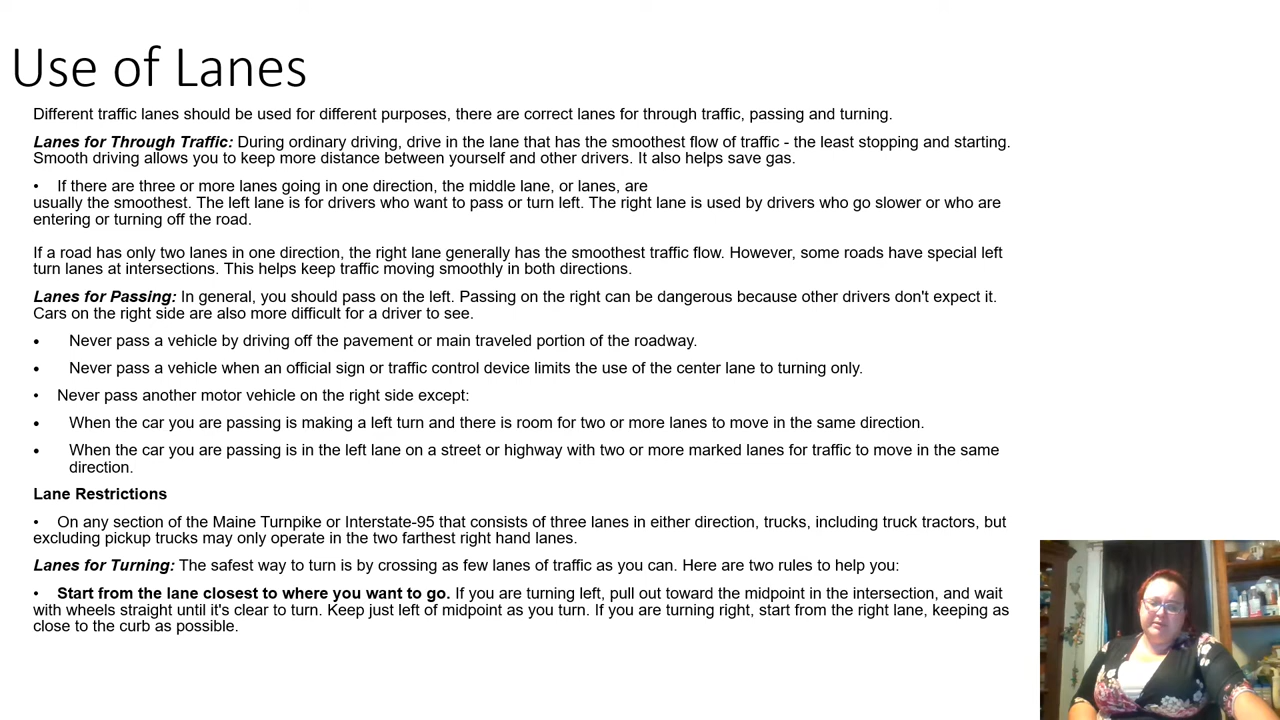 Use of Lanes
Different traffic lanes should be used for different purposes, there are correct lanes for through traffic, passing and turning.
Lanes for Through Traffic: During ordinary driving, drive in the lane that has the smoothest flow of traffic - the least stopping and starting.
Smooth driving allows you to keep more distance between yourself and other drivers. It also helps save gas.
• If there are three or more lanes going in one direction, the middle lane, or lanes, are
usually the smoothest. The left lane is for drivers who want to pass or turn left. The right lane is used by drivers who go slower or who are
entering or turning off the road.
If a road has only two lanes in one direction, the right lane generally has the smoothest traffic flow. However, some roads have special left
turn lanes at intersections. This helps keep traffic moving smoothly in both directions.
Lanes for Passing: In general, you should pass on the left. Passing on the right can be dangerous because other drivers don't expect it.
Cars on the right side are also more difficult for a driver to see.
• Never pass a vehicle by driving off the pavement or main traveled portion of the roadway.
• Never pass a vehicle when an official sign or traffic control device limits the use of the center lane to turning only.
• Never pass another motor vehicle on the right side except:
• When the car you are passing is making a left turn and there is room for two or more lanes to move in the same direction.
• When the car you are passing is in the left lane on a street or highway with two or more marked lanes for traffic to move in the same
direction.
Lane Restrictions
• On any section of the Maine Turnpike or Interstate-95 that consists of three lanes in either direction, trucks, including truck tractors, but
excluding pickup trucks may only operate in the two farthest right hand lanes.
Lanes for Turning: The safest way to turn is by crossing as few lanes of traffic as you can. Here are two rules to help you:
• Start from the lane closest to where you want to go. If you are turning left, pull out toward the midpoint in the intersection, and wait
with wheels straight until it's clear to turn. Keep just left of midpoint as you turn. If you are turning right, start from the right lane, keeping as
close to the curb as possible.